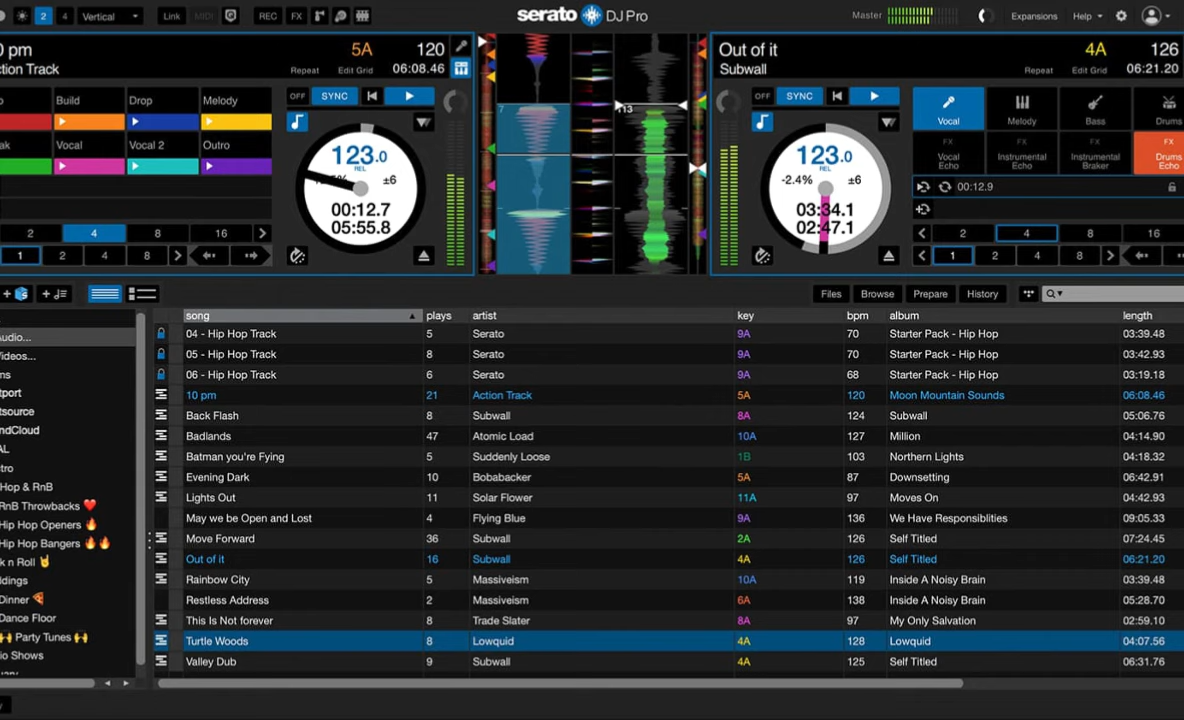 2 4 Vertical Link MIDI REC FX serato DJ Pro Master Expansions Help
0 pm 5A 120
ction Track Repeat Edit Grid 06:08.46
Build Drop Melody
OFF SYNC
Vocal Vocal 2 Outro
123.0
REL
±6
00:12.7
05:55.8
2 4 8 16
1 2 4 8
7
13
Out of it 4A 126
Subwall Repeat Edit Grid 06:21.20
OFF SYNC
123.0
REL
-2.4% ±6
03:34.1
02:47.1
Vocal Melody Bass Drums
FX FX FX FX
Vocal Echo Instrumental Echo Instrumental Braker Drums Echo
00:12.9
2 4 8 16
1 2 4 8
Files Browse Prepare History
song plays artist key bpm album length
04 - Hip Hop Track 5 Serato 9A 70 Starter Pack - Hip Hop 03:39.48
05 - Hip Hop Track 8 Serato 9A 70 Starter Pack - Hip Hop 03:42.93
06 - Hip Hop Track 6 Serato 9A 68 Starter Pack - Hip Hop 03:19.18
10 pm 21 Action Track 5A 120 Moon Mountain Sounds 06:08.46
Back Flash 8 Subwall 8A 124 Subwall 05:06.76
Badlands 47 Atomic Load 10A 127 Million 04:14.90
Batman you're Fying 5 Suddenly Loose 1B 103 Northern Lights 04:18.32
Evening Dark 10 Bobabacker 5A 87 Downsetting 06:42.91
Lights Out 11 Solar Flower 11A 97 Moves On 04:42.93
May we be Open and Lost 4 Flying Blue 9A 136 We Have Responsiblities 09:05.33
Move Forward 36 Subwall 2A 126 Self Titled 07:24.45
Out of it 16 Subwall 4A 126 Self Titled 06:21.20
Rainbow City 5 Massiveism 10A 119 Inside A Noisy Brain 03:39.48
Restless Address 2 Massiveism 6A 138 Inside A Noisy Brain 05:28.70
This Is Not forever 8 Trade Slater 8A 97 My Only Salvation 02:59.10
Turtle Woods 8 Lowquid 4A 128 Lowquid 04:07.56
Valley Dub 9 Subwall 4A 125 Self Titled 06:31.76
udio...
ideos...
ms
tport
tsource
ndCloud
AL
tro
Hop & RnB
RnB Throwbacks ❤️
Hip Hop Openers 🔥
Hip Hop Bangers 🔥🔥
k n Roll 🤘
ddings
Dinner 🍕
Dance Floor
🙌 Party Tunes 🙌
io Shows